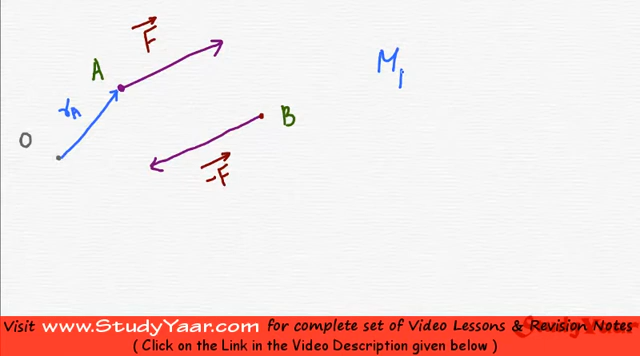 F
A
M₁
r_A
O
B
-F
Visit www.StudyYaar.com for complete set of Video Lessons & Revision Notes
( Click on the Link in the Video Description given below )